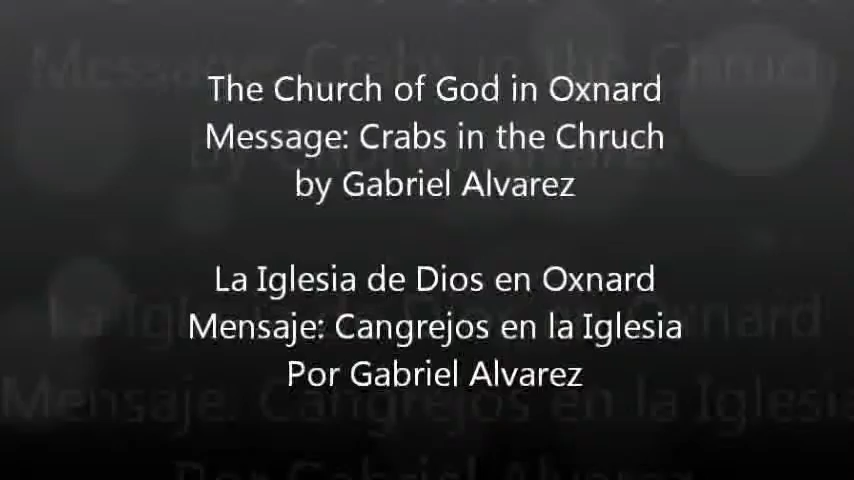 The Church of God in Oxnard
Message: Crabs in the Chruch
by Gabriel Alvarez
La Iglesia de Dios en Oxnard
Mensaje: Cangrejos en la Iglesia
Por Gabriel Alvarez